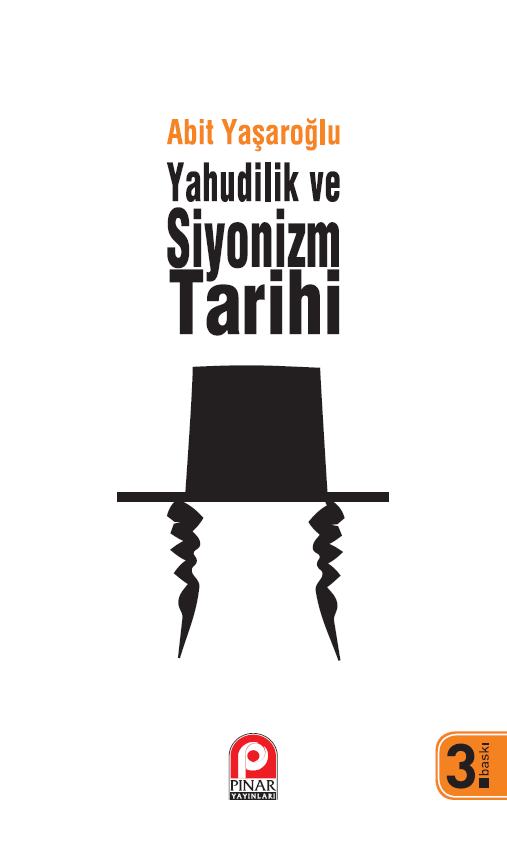 Abit Yaşaroğlu
Yahudilik ve
Siyonizm
Tarihi
PINAR
YAYINLARI
3.
baskı